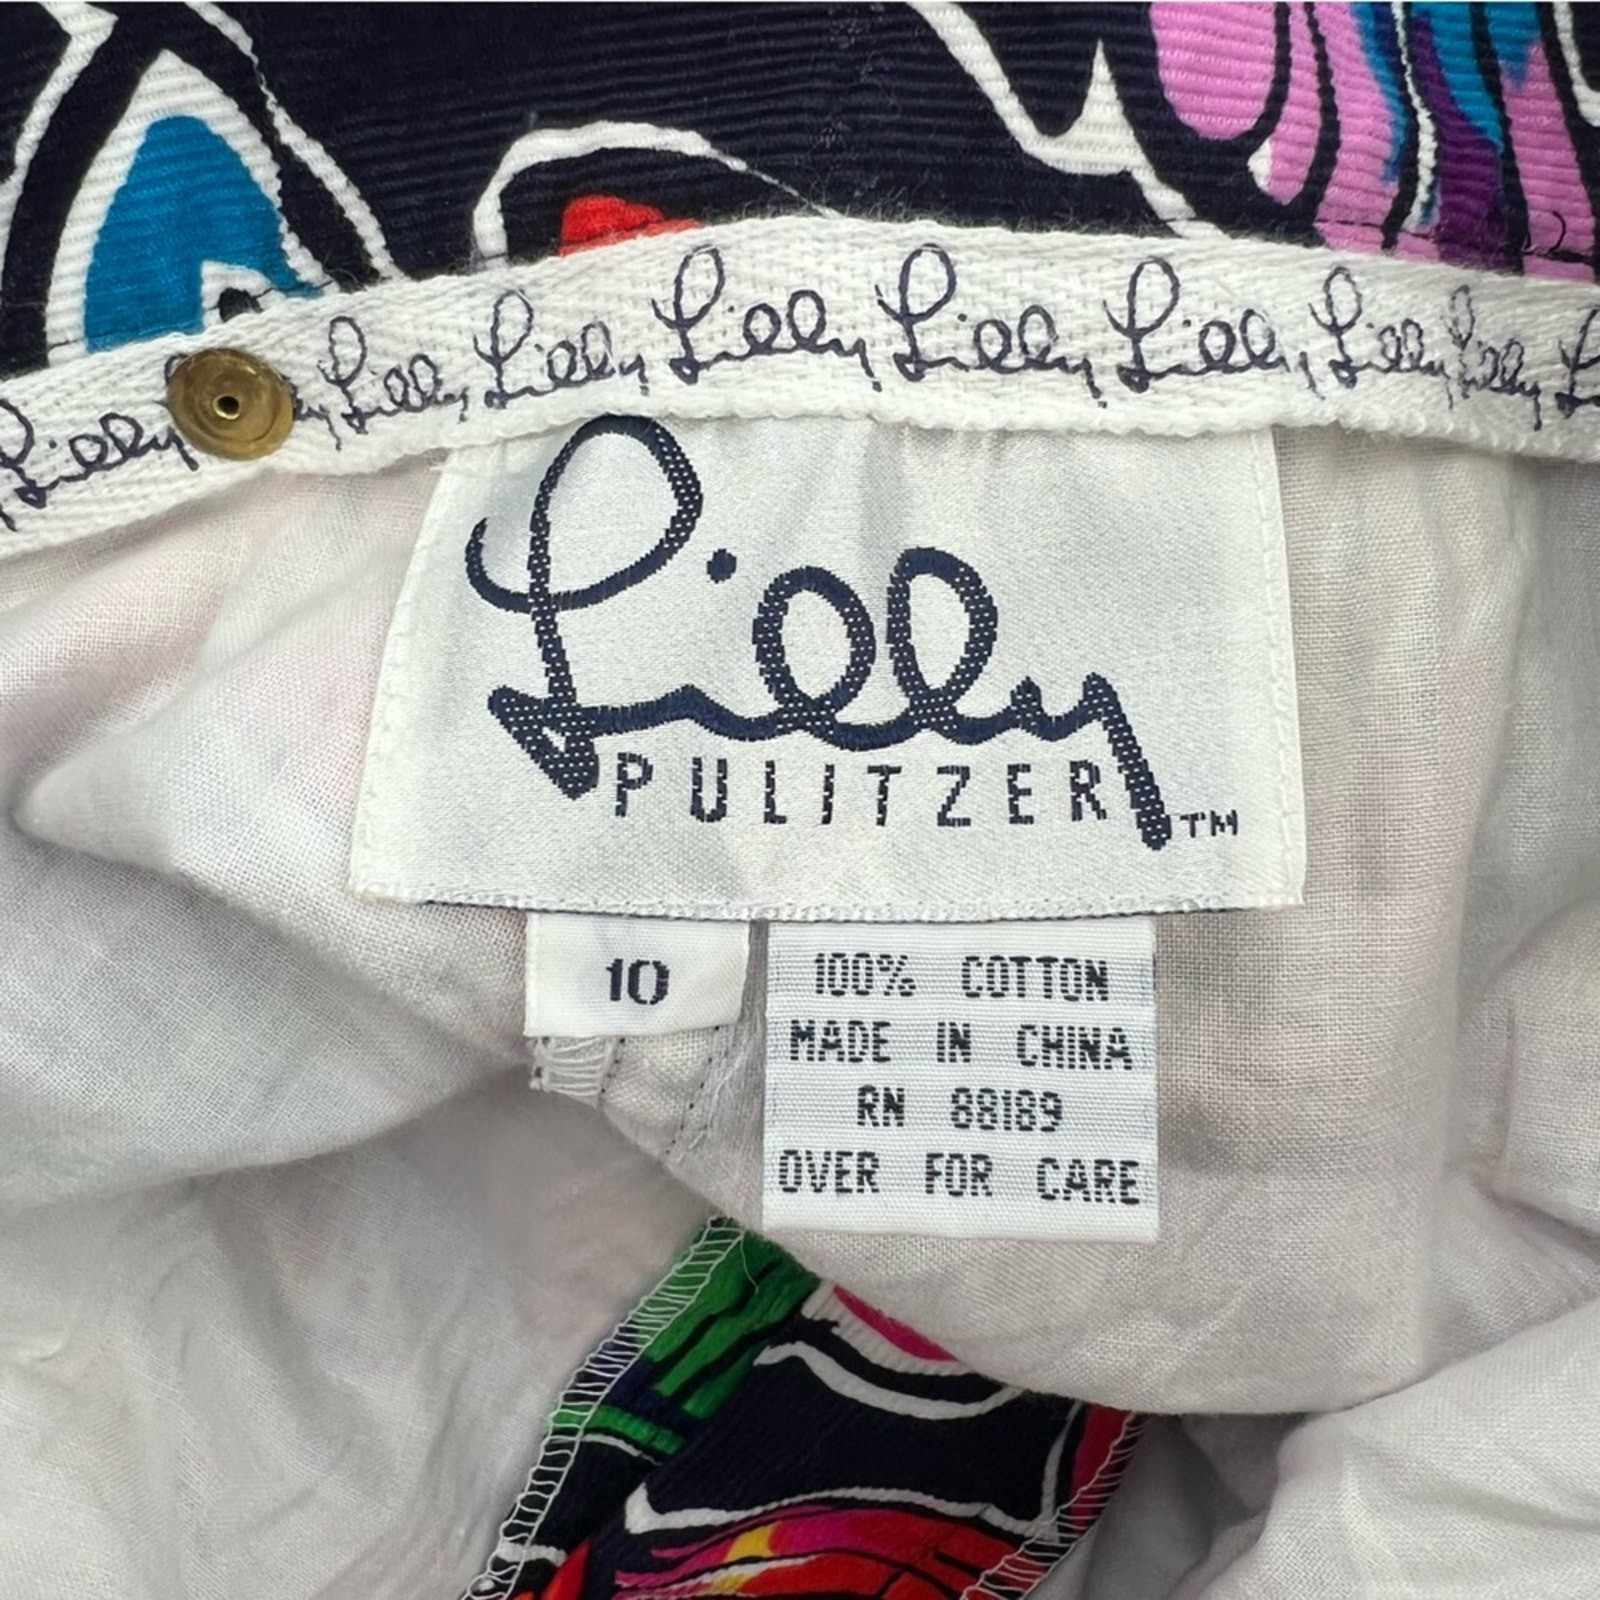 Lilly Lilly Lilly Lilly Lilly Lilly Lilly Lilly
Lilly
PULITZER™
10
100% COTTON
MADE IN CHINA
RN 88189
OVER FOR CARE